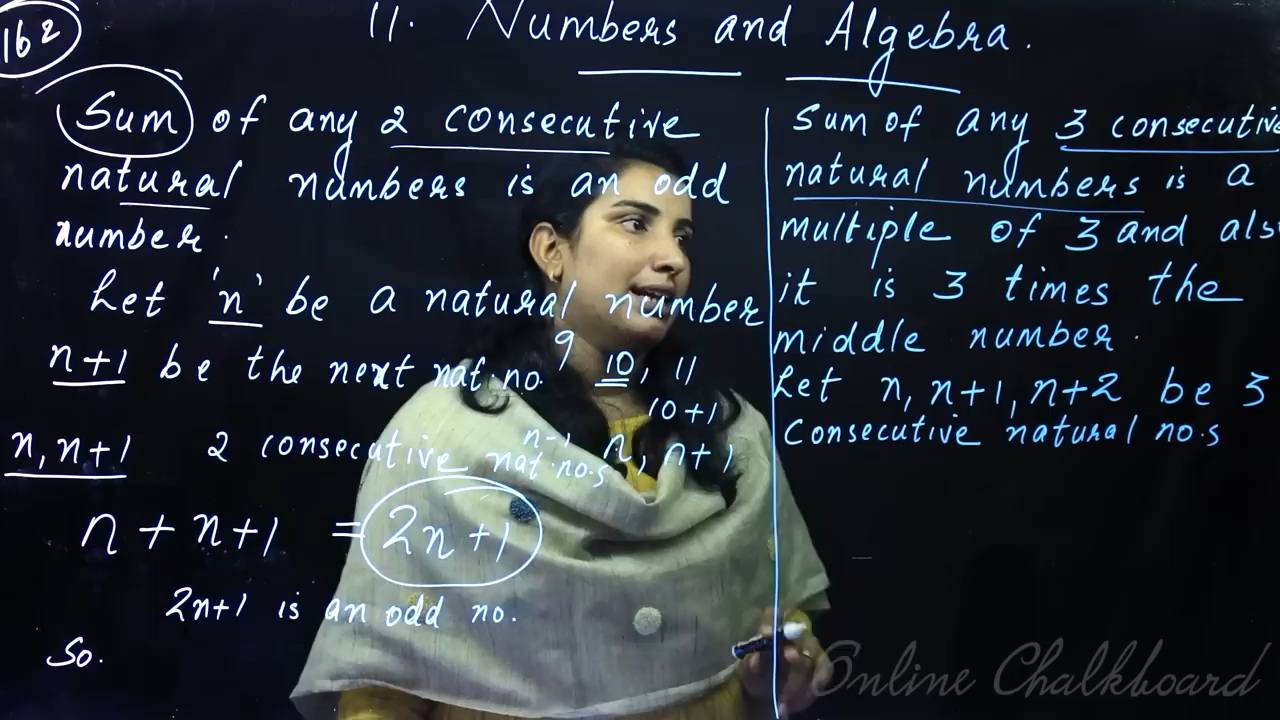 162
11. Numbers and Algebra.
Sum of any 2 consecutive
natural numbers is an odd
number.
Let 'n' be a natural number
n+1 be the next nat. no. 9 10, 11
10+1
n, n+1 2 consecutive nat. no.s
n-1 n, n+1
n + n+1 = 2n+1
2n+1 is an odd no.
So.
Sum of any 3 consecutive
natural numbers is a
multiple of 3 and als
it is 3 times the
middle number.
Let n, n+1, n+2 be 3
Consecutive natural no.s
Online Chalkboard